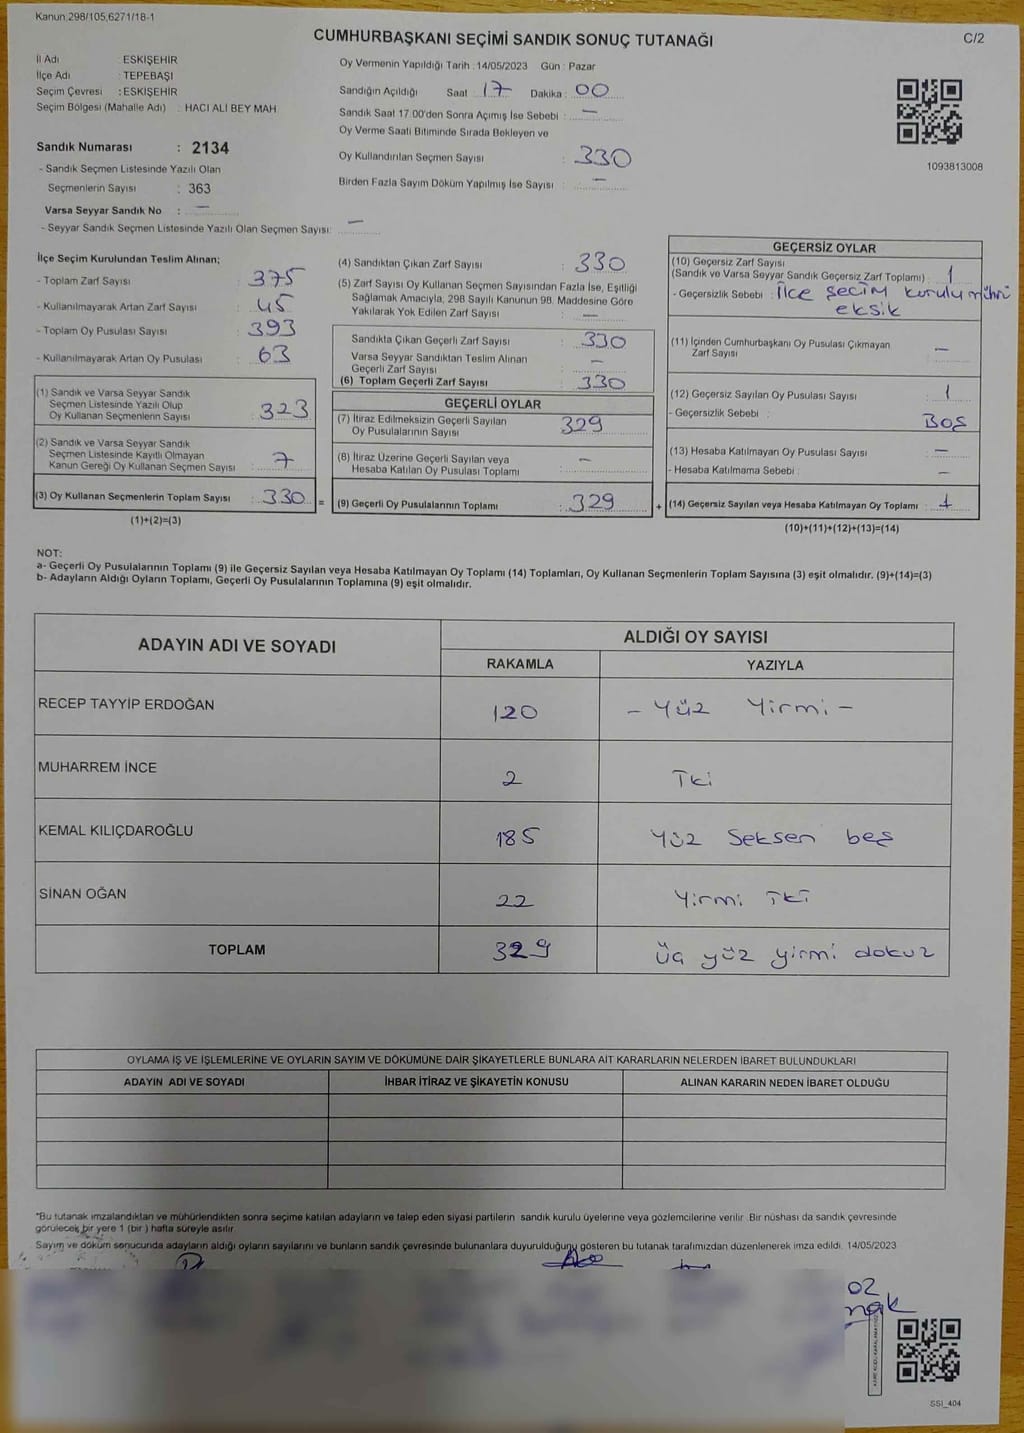 Kanun:298/105,6271/18-1
CUMHURBAŞKANI SEÇİMİ SANDIK SONUÇ TUTANAĞI
C/2
İl Adı : ESKİŞEHİR
İlçe Adı : TEPEBAŞI
Seçim Çevresi : ESKİŞEHİR
Seçim Bölgesi (Mahalle Adı) : HACI ALİ BEY MAH.
Sandık Numarası : 2134
- Sandık Seçmen Listesinde Yazılı Olan
Seçmenlerin Sayısı : 363
Varsa Seyyar Sandık No : —
- Seyyar Sandık Seçmen Listesinde Yazılı Olan Seçmen Sayısı: —
Oy Vermenin Yapıldığı Tarih : 14/05/2023 Gün : Pazar
Sandığın Açıldığı Saat : 17 Dakika : 00
Sandık Saat 17.00'den Sonra Açımış İse Sebebi : —
Oy Verme Saati Bitiminde Sırada Bekleyen ve
Oy Kullandırılan Seçmen Sayısı : 330
Birden Fazla Sayım Döküm Yapılmış İse Sayısı : —
1093813008
İlçe Seçim Kurulundan Teslim Alınan;
- Toplam Zarf Sayısı : 375
- Kullanılmayarak Artan Zarf Sayısı : 45
- Toplam Oy Pusulası Sayısı : 393
- Kullanılmayarak Artan Oy Pusulası : 63
(1) Sandık ve Varsa Seyyar Sandık
Seçmen Listesinde Yazılı Olup
Oy Kullanan Seçmenlerin Sayısı : 323
(2) Sandık ve Varsa Seyyar Sandık
Seçmen Listesinde Kayıtlı Olmayan
Kanun Gereği Oy Kullanan Seçmen Sayısı : 7
(3) Oy Kullanan Seçmenlerin Toplam Sayısı : 330 =
(1)+(2)=(3)
(4) Sandıktan Çıkan Zarf Sayısı : 330
(5) Zarf Sayısı Oy Kullanan Seçmen Sayısından Fazla İse, Eşitliği
Sağlamak Amacıyla, 298 Sayılı Kanunun 98. Maddesine Göre
Yakılarak Yok Edilen Zarf Sayısı : —
Sandıkta Çıkan Geçerli Zarf Sayısı : 330
Varsa Seyyar Sandıktan Teslim Alınan
Geçerli Zarf Sayısı : —
(6) Toplam Geçerli Zarf Sayısı : 330
GEÇERLİ OYLAR
(7) İtiraz Edilmeksizin Geçerli Sayılan
Oy Pusulalarının Sayısı : 329
(8) İtiraz Üzerine Geçerli Sayılan veya
Hesaba Katılan Oy Pusulası Toplamı : —
(9) Geçerli Oy Pusulalarının Toplamı : 329 +
GEÇERSİZ OYLAR
(10) Geçersiz Zarf Sayısı
(Sandık ve Varsa Seyyar Sandık Geçersiz Zarf Toplamı) : 1
- Geçersizlik Sebebi : İlce secim kurulu mührü
eksik
(11) İçinden Cumhurbaşkanı Oy Pusulası Çıkmayan
Zarf Sayısı : —
(12) Geçersiz Sayılan Oy Pusulası Sayısı : 1
- Geçersizlik Sebebi : BOŞ
(13) Hesaba Katılmayan Oy Pusulası Sayısı : —
- Hesaba Katılmama Sebebi : —
(14) Geçersiz Sayılan veya Hesaba Katılmayan Oy Toplamı : 1
(10)+(11)+(12)+(13)=(14)
NOT:
a- Geçerli Oy Pusulalarının Toplamı (9) ile Geçersiz Sayılan veya Hesaba Katılmayan Oy Toplamı (14) Toplamları, Oy Kullanan Seçmenlerin Toplam Sayısına (3) eşit olmalıdır. (9)+(14)=(3)
b- Adayların Aldığı Oyların Toplamı, Geçerli Oy Pusulalarının Toplamına (9) eşit olmalıdır.
ADAYIN ADI VE SOYADI
ALDIĞI OY SAYISI
RAKAMLA YAZIYLA
RECEP TAYYİP ERDOĞAN 120 - Yüz Yirmi -
MUHARREM İNCE 2 İki
KEMAL KILIÇDAROĞLU 185 Yüz Seksen beş
SİNAN OĞAN 22 Yirmi İki
TOPLAM 329 Üç yüz yirmi dokuz
OYLAMA İŞ VE İŞLEMLERİNE VE OYLARIN SAYIM VE DÖKÜMÜNE DAİR ŞİKAYETLERLE BUNLARA AİT KARARLARIN NELERDEN İBARET BULUNDUKLARI
ADAYIN ADI VE SOYADI İHBAR İTİRAZ VE ŞİKAYETİN KONUSU ALINAN KARARIN NEDEN İBARET OLDUĞU
*Bu tutanak imzalandıktan ve mühürlendikten sonra seçime katılan adayların ve talep eden siyasi partilerin sandık kurulu üyelerine veya gözlemcilerine verilir. Bir nüshası da sandık çevresinde
görülecek bir yere 1 (bir) hafta süreyle asılır.
Sayım ve döküm sonucunda adayların aldığı oyların sayılarını ve bunların sandık çevresinde bulunanlara duyurulduğunu gösteren bu tutanak tarafımızdan düzenlenerek imza edildi. 14/05/2023
02
SSI_404